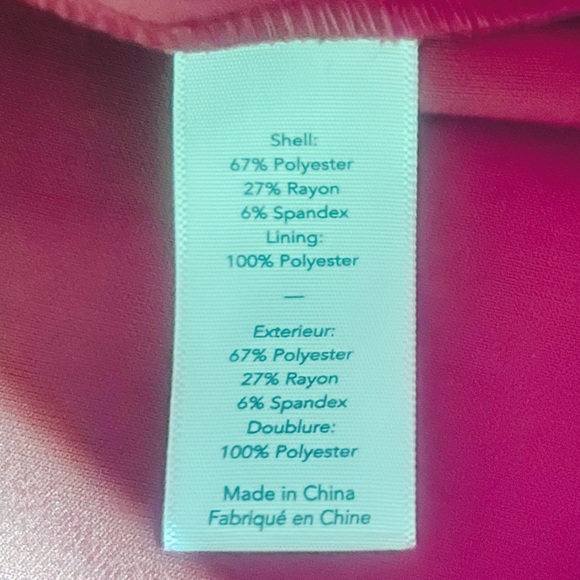 Shell:
67% Polyester
27% Rayon
6% Spandex
Lining:
100% Polyester
—
Exterieur:
67% Polyester
27% Rayon
6% Spandex
Doublure:
100% Polyester
Made in China
Fabriqué en Chine